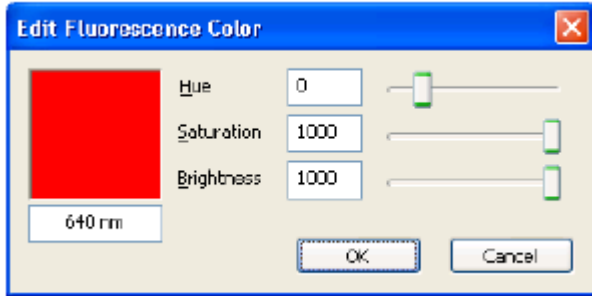 Edit Fluorescence Color
Hue 0
Saturation 1000
Brightness 1000
640 nm
OK Cancel